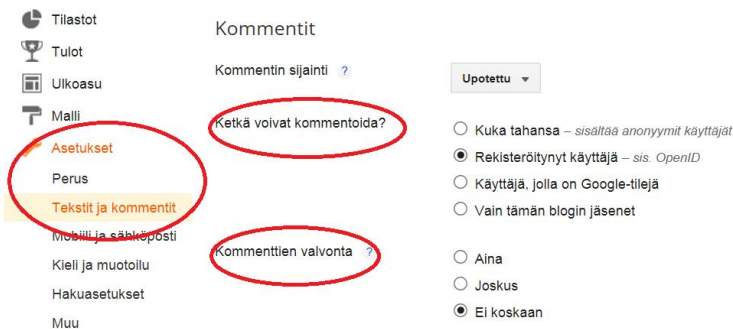 Tilastot
Tulot
Ulkoasu
Malli
Asetukset
Perus
Tekstit ja kommentit
Mobiili ja sähköposti
Kieli ja muotoilu
Hakuasetukset
Muu
Kommentit
Kommentin sijainti ?
Upotettu
Ketkä voivat kommentoida?
Kuka tahansa – sisältää anonyymit käyttäjät
Rekisteröitynyt käyttäjä – sis. OpenID
Käyttäjä, jolla on Google-tilejä
Vain tämän blogin jäsenet
Kommenttien valvonta ?
Aina
Joskus
Ei koskaan